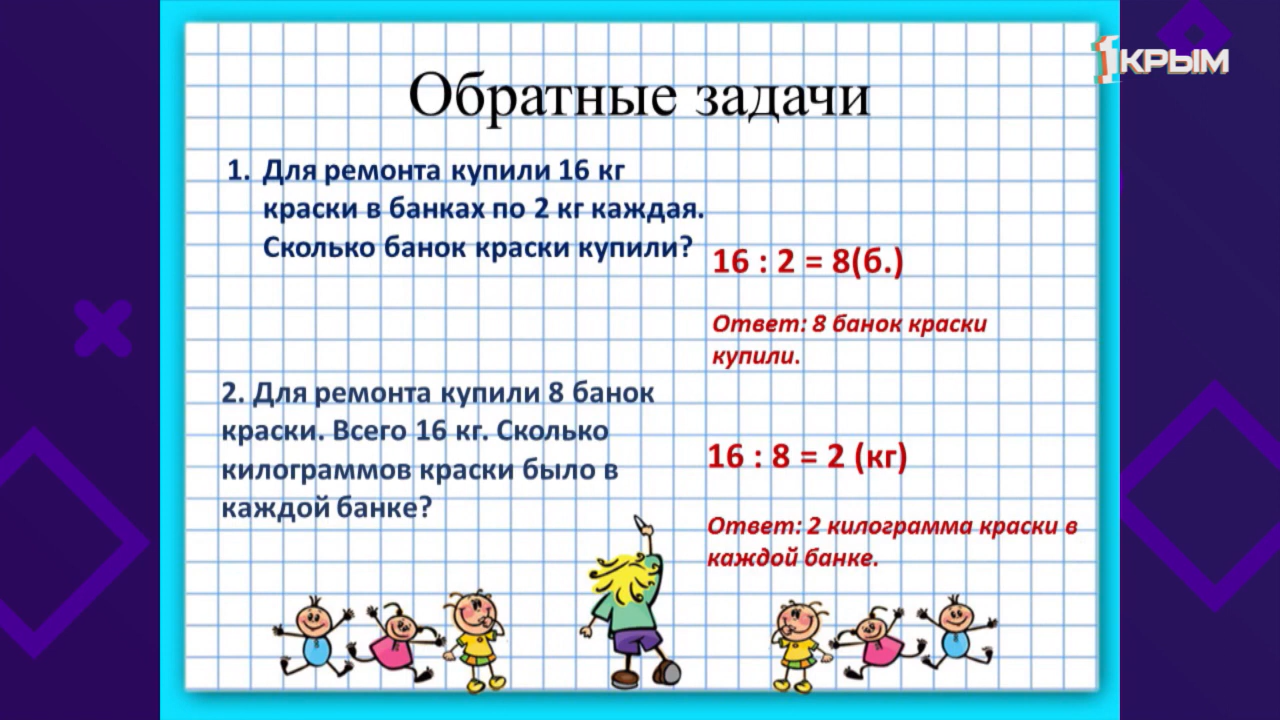 1КРЫМ
Обратные задачи
1. Для ремонта купили 16 кг
краски в банках по 2 кг каждая.
Сколько банок краски купили?
16 : 2 = 8(б.)
Ответ: 8 банок краски
купили.
2. Для ремонта купили 8 банок
краски. Всего 16 кг. Сколько
килограммов краски было в
каждой банке?
16 : 8 = 2 (кг)
Ответ: 2 килограмма краски в
каждой банке.